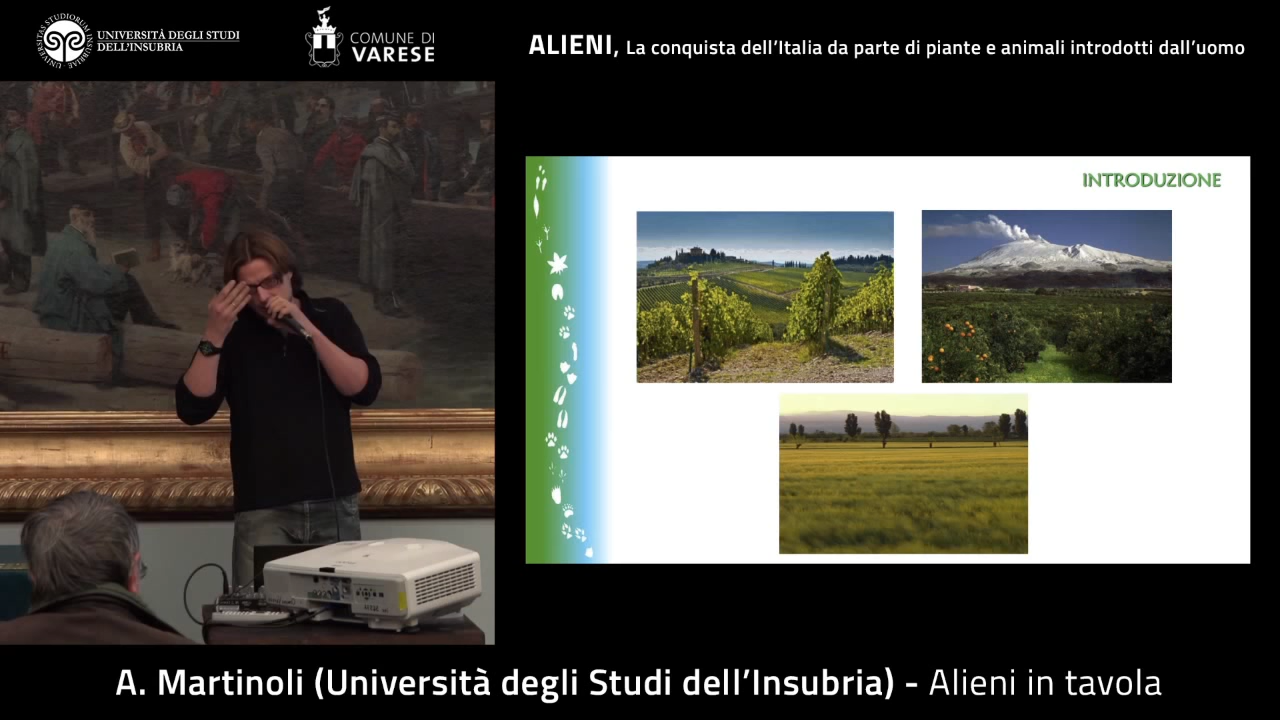 UNIVERSITÀ DEGLI STUDI
DELL'INSUBRIA
COMUNE DI
VARESE
ALIENI, La conquista dell'Italia da parte di piante e animali introdotti dall'uomo
INTRODUZIONE
A. Martinoli (Università degli Studi dell'Insubria) - Alieni in tavola